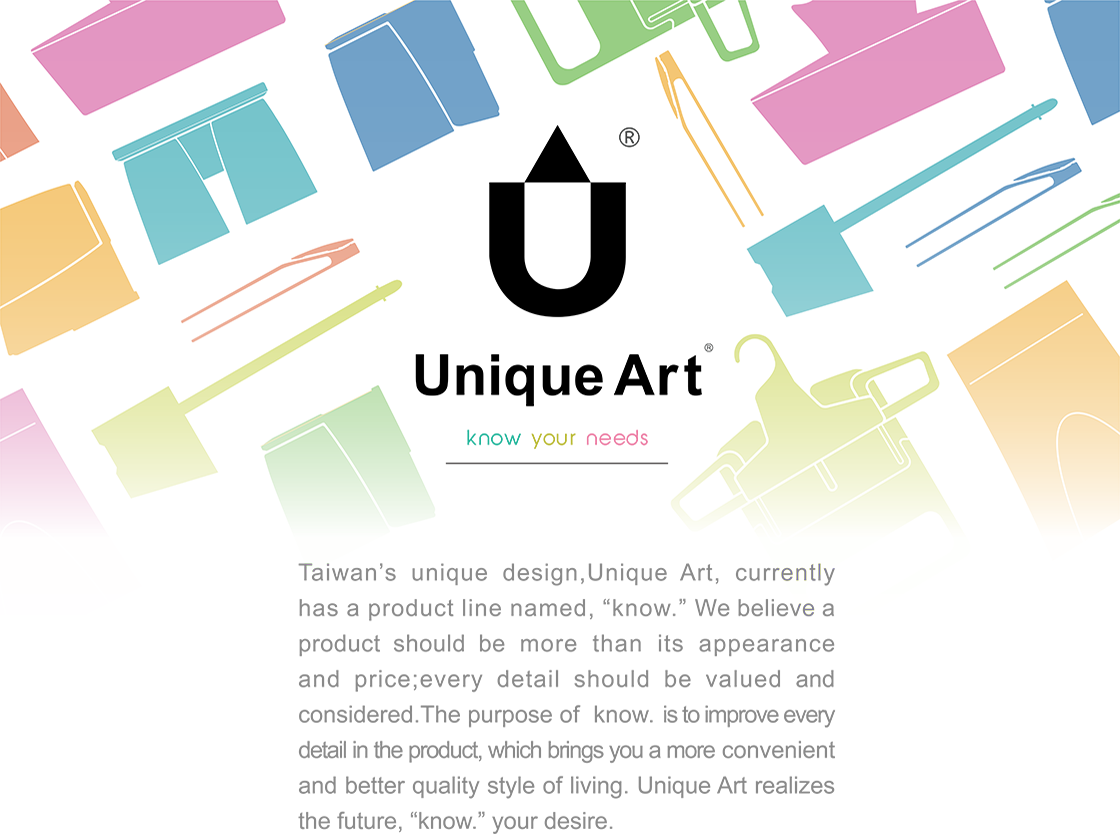 ®
Unique Art®
know your needs
Taiwan’s unique design,Unique Art, currently
has a product line named, “know.” We believe a
product should be more than its appearance
and price;every detail should be valued and
considered.The purpose of know. is to improve every
detail in the product, which brings you a more convenient
and better quality style of living. Unique Art realizes
the future, “know.” your desire.